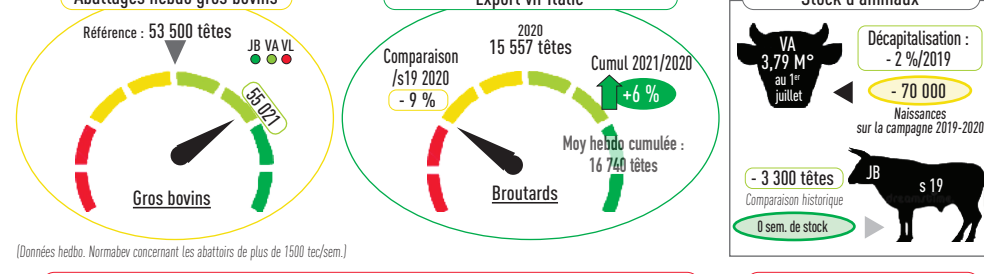 Abattages hebdo gros bovins
Référence : 53 500 têtes
JB VA VL
55 021
Gros bovins
(Données hedbo. Normabev concernant les abattoirs de plus de 1500 tec/sem.)
Export vif Italie
2020
15 557 têtes
Comparaison
/s19 2020
- 9 %
Cumul 2021/2020
+6 %
Moy hebdo cumulée :
16 740 têtes
Broutards
Stock d'animaux
VA
3,79 M°
au 1er
juillet
Décapitalisation :
- 2 %/2019
- 70 000
Naissances
sur la campagne 2019-2020
- 3 300 têtes
Comparaison historique
0 sem. de stock
JB
s 19